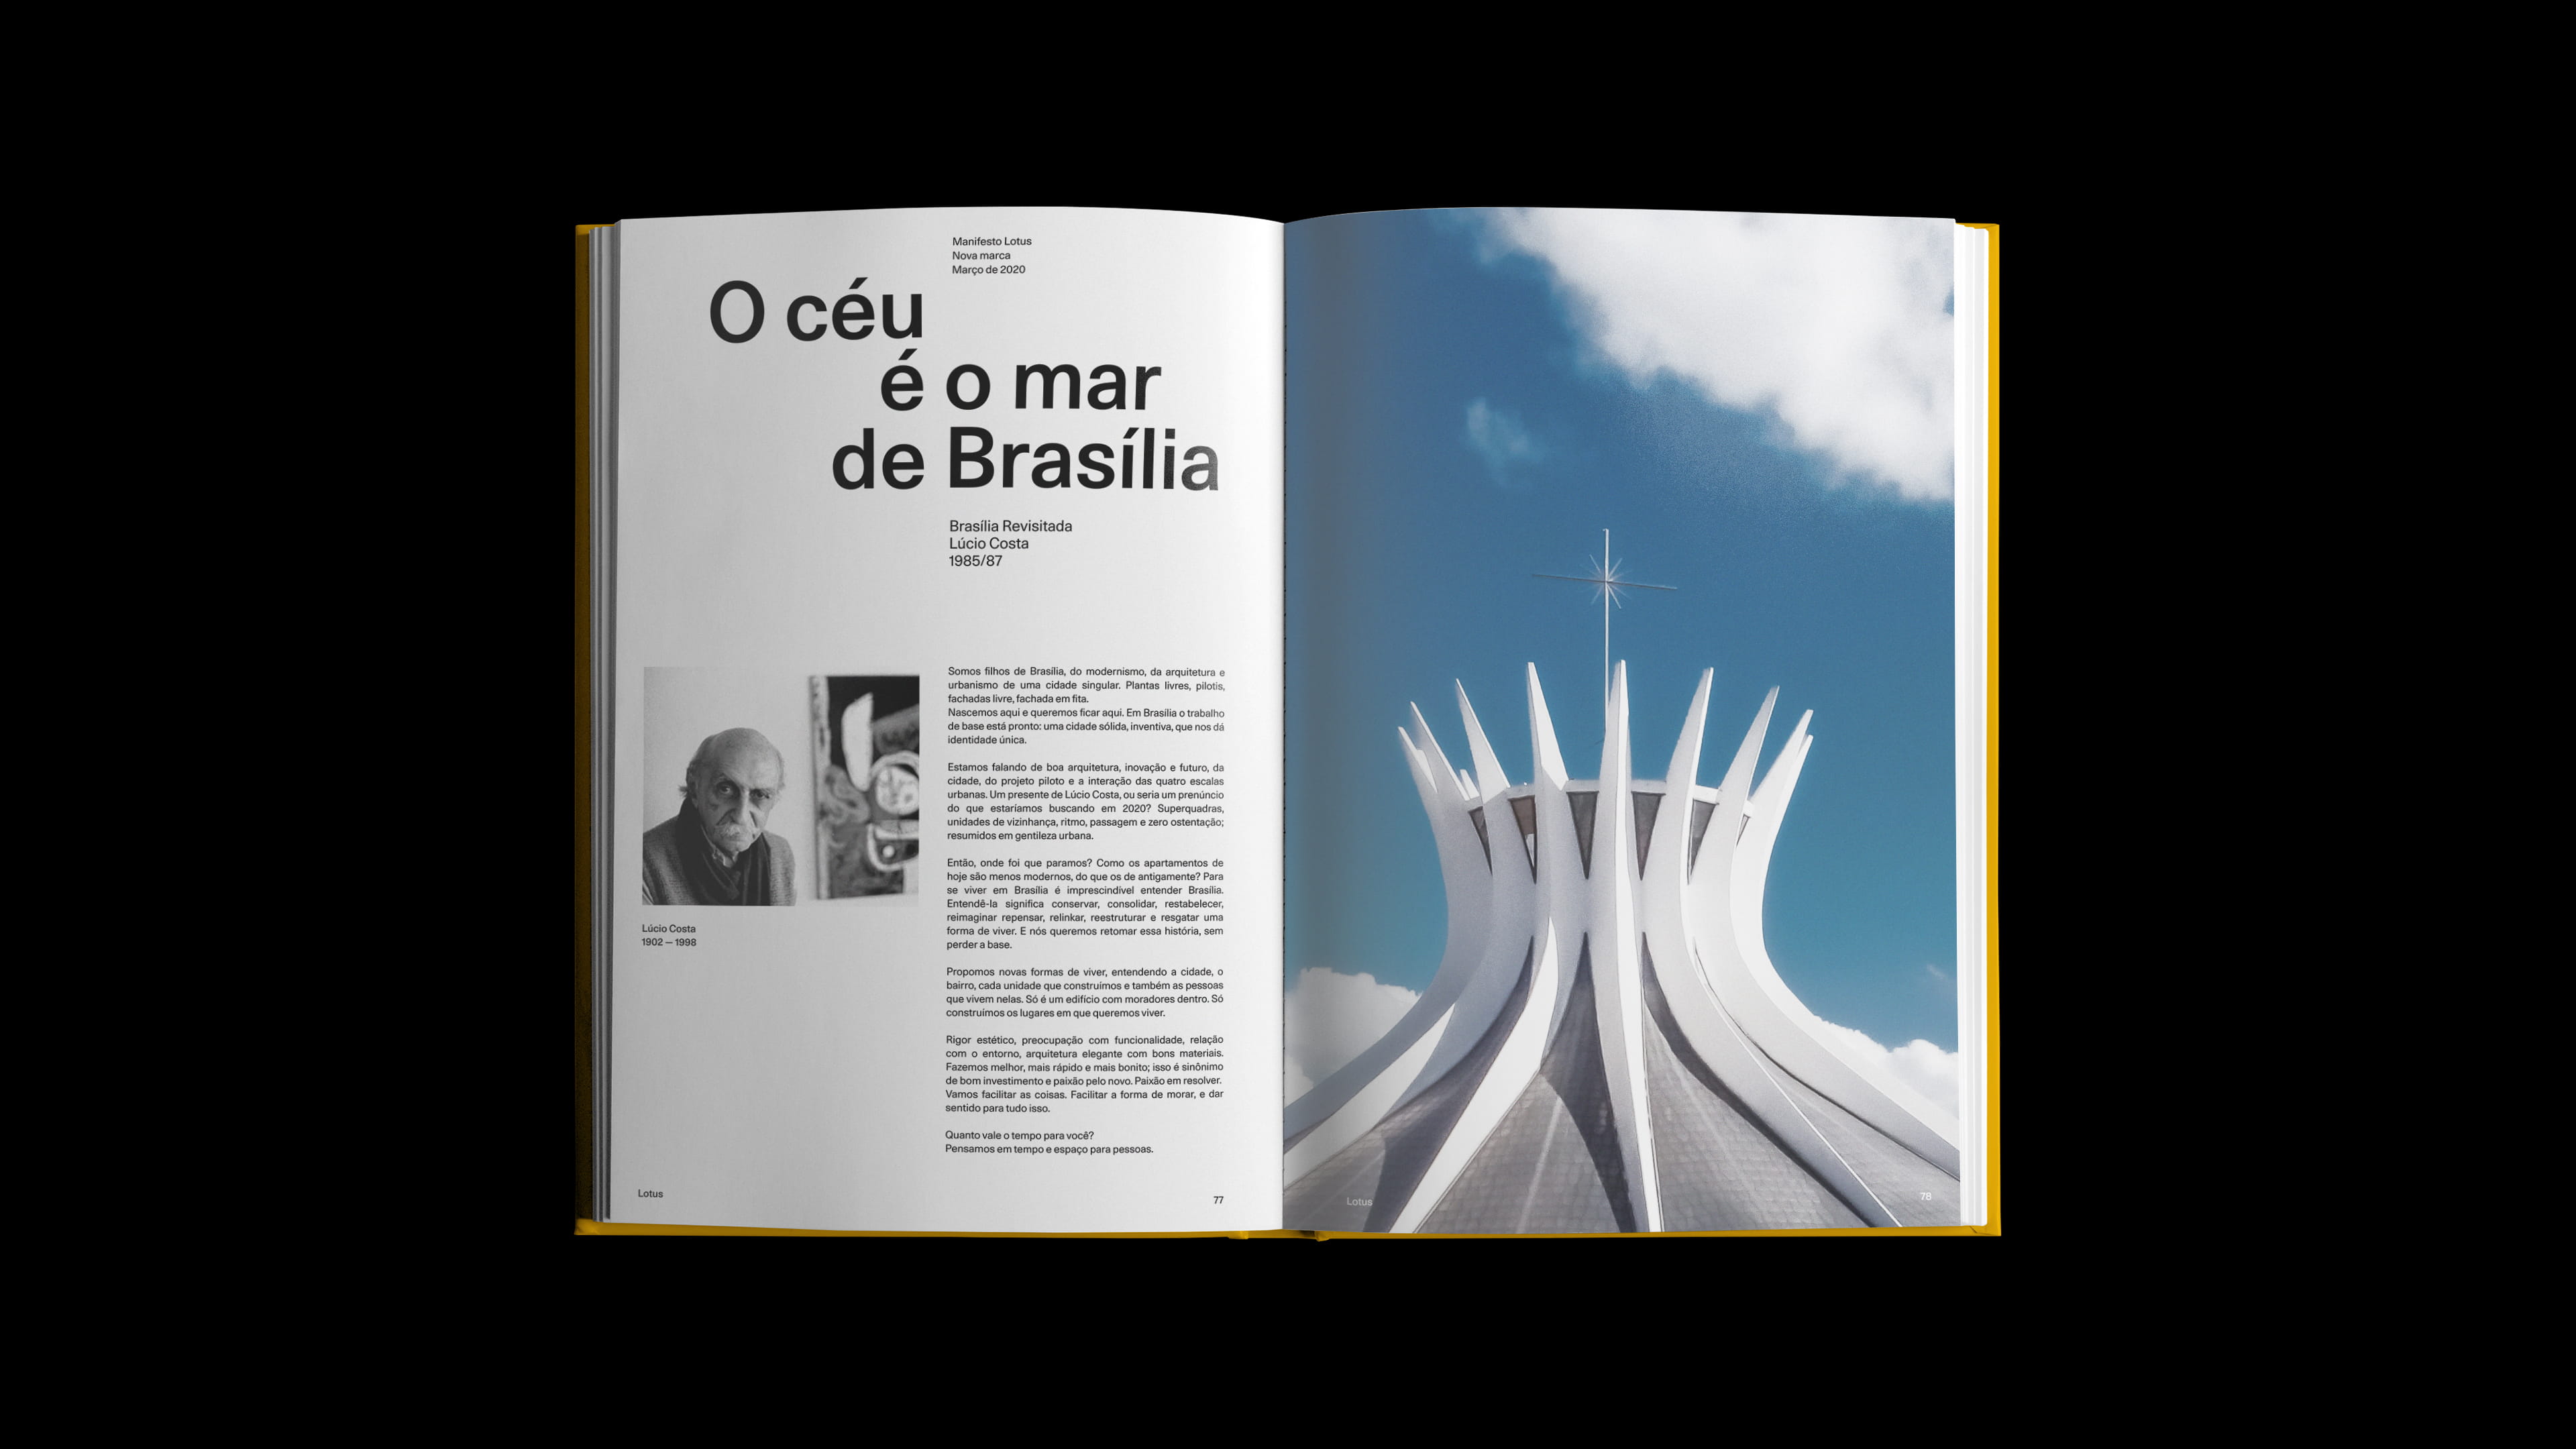 Manifesto Lotus
Nova marca
Março de 2020
O céu
é o mar
de Brasília
Brasília Revisitada
Lúcio Costa
1985/87
Lúcio Costa
1902 — 1998
Somos filhos de Brasília, do modernismo, da arquitetura e
urbanismo de uma cidade singular. Plantas livres, pilotis,
fachadas livre, fachada em fita.
Nascemos aqui e queremos ficar aqui. Em Brasília o trabalho
de base está pronto: uma cidade sólida, inventiva, que nos dá
identidade única.
Estamos falando de boa arquitetura, inovação e futuro, da
cidade, do projeto piloto e a interação das quatro escalas
urbanas. Um presente de Lúcio Costa, ou seria um prenúncio
do que estaríamos buscando em 2020? Superquadras,
unidades de vizinhança, ritmo, passagem e zero ostentação;
resumidos em gentileza urbana.
Então, onde foi que paramos? Como os apartamentos de
hoje são menos modernos, do que os de antigamente? Para
se viver em Brasília é imprescindível entender Brasília.
Entendê-la significa conservar, consolidar, restabelecer,
reimaginar repensar, relinkar, reestruturar e resgatar uma
forma de viver. E nós queremos retomar essa história, sem
perder a base.
Propomos novas formas de viver, entendendo a cidade, o
bairro, cada unidade que construímos e também as pessoas
que vivem nelas. Só é um edifício com moradores dentro. Só
construímos os lugares em que queremos viver.
Rigor estético, preocupação com funcionalidade, relação
com o entorno, arquitetura elegante com bons materiais.
Fazemos melhor, mais rápido e mais bonito; isso é sinônimo
de bom investimento e paixão pelo novo. Paixão em resolver.
Vamos facilitar as coisas. Facilitar a forma de morar, e dar
sentido para tudo isso.
Quanto vale o tempo para você?
Pensamos em tempo e espaço para pessoas.
Lotus
77
Lotus
78